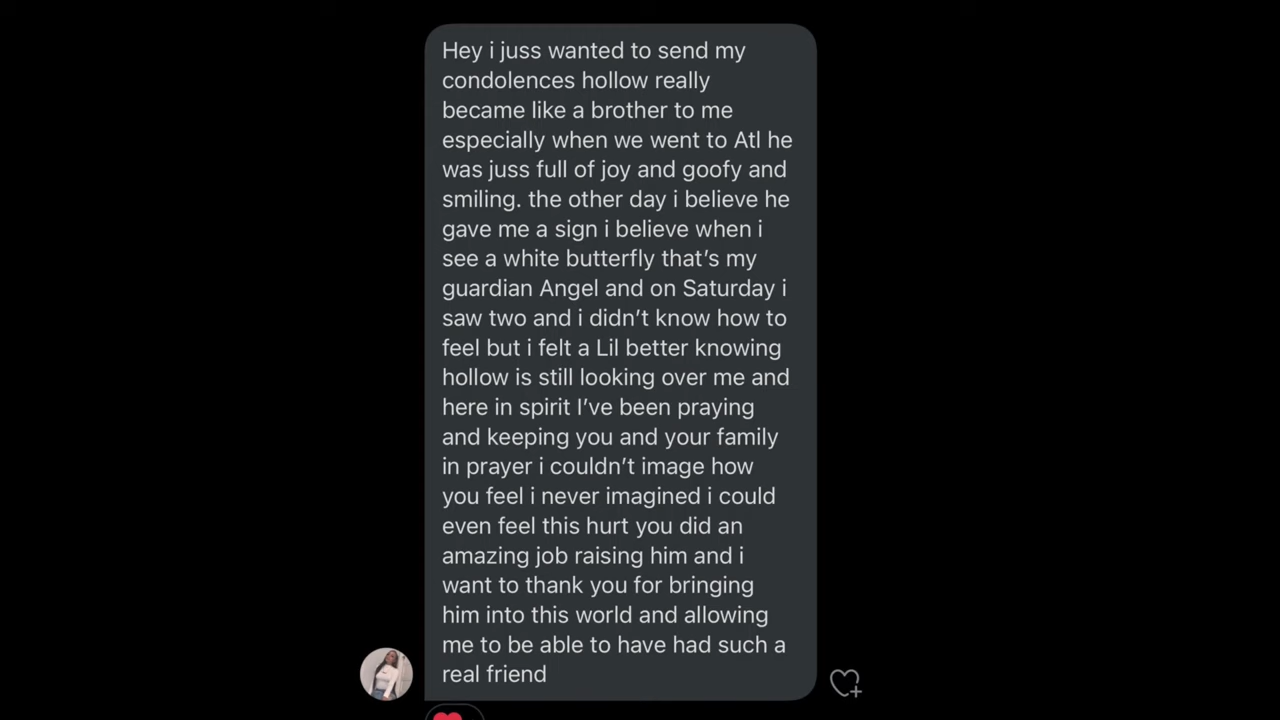 Hey i juss wanted to send my
condolences hollow really
became like a brother to me
especially when we went to Atl he
was juss full of joy and goofy and
smiling. the other day i believe he
gave me a sign i believe when i
see a white butterfly that’s my
guardian Angel and on Saturday i
saw two and i didn’t know how to
feel but i felt a Lil better knowing
hollow is still looking over me and
here in spirit I’ve been praying
and keeping you and your family
in prayer i couldn’t image how
you feel i never imagined i could
even feel this hurt you did an
amazing job raising him and i
want to thank you for bringing
him into this world and allowing
me to be able to have had such a
real friend